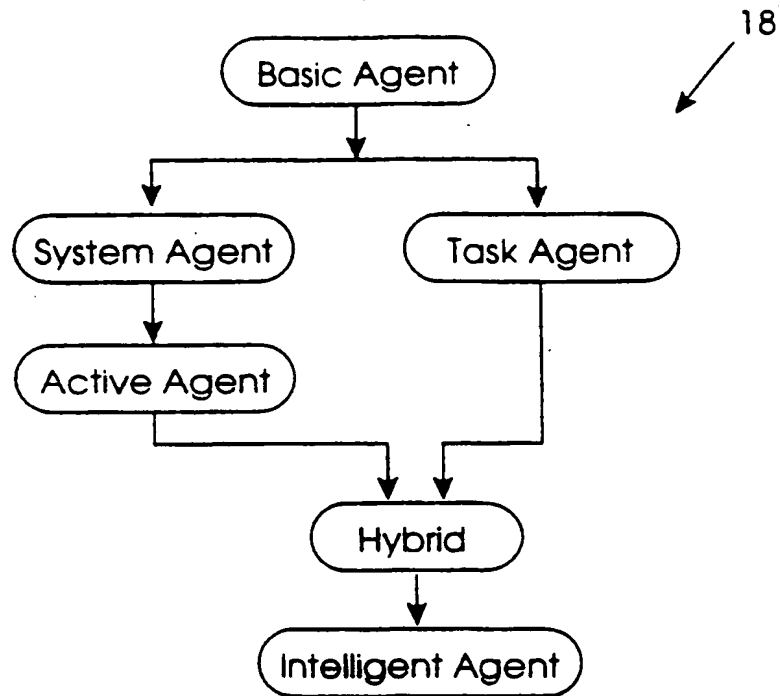 18
Basic Agent
System Agent
Task Agent
Active Agent
Hybrid
Intelligent Agent